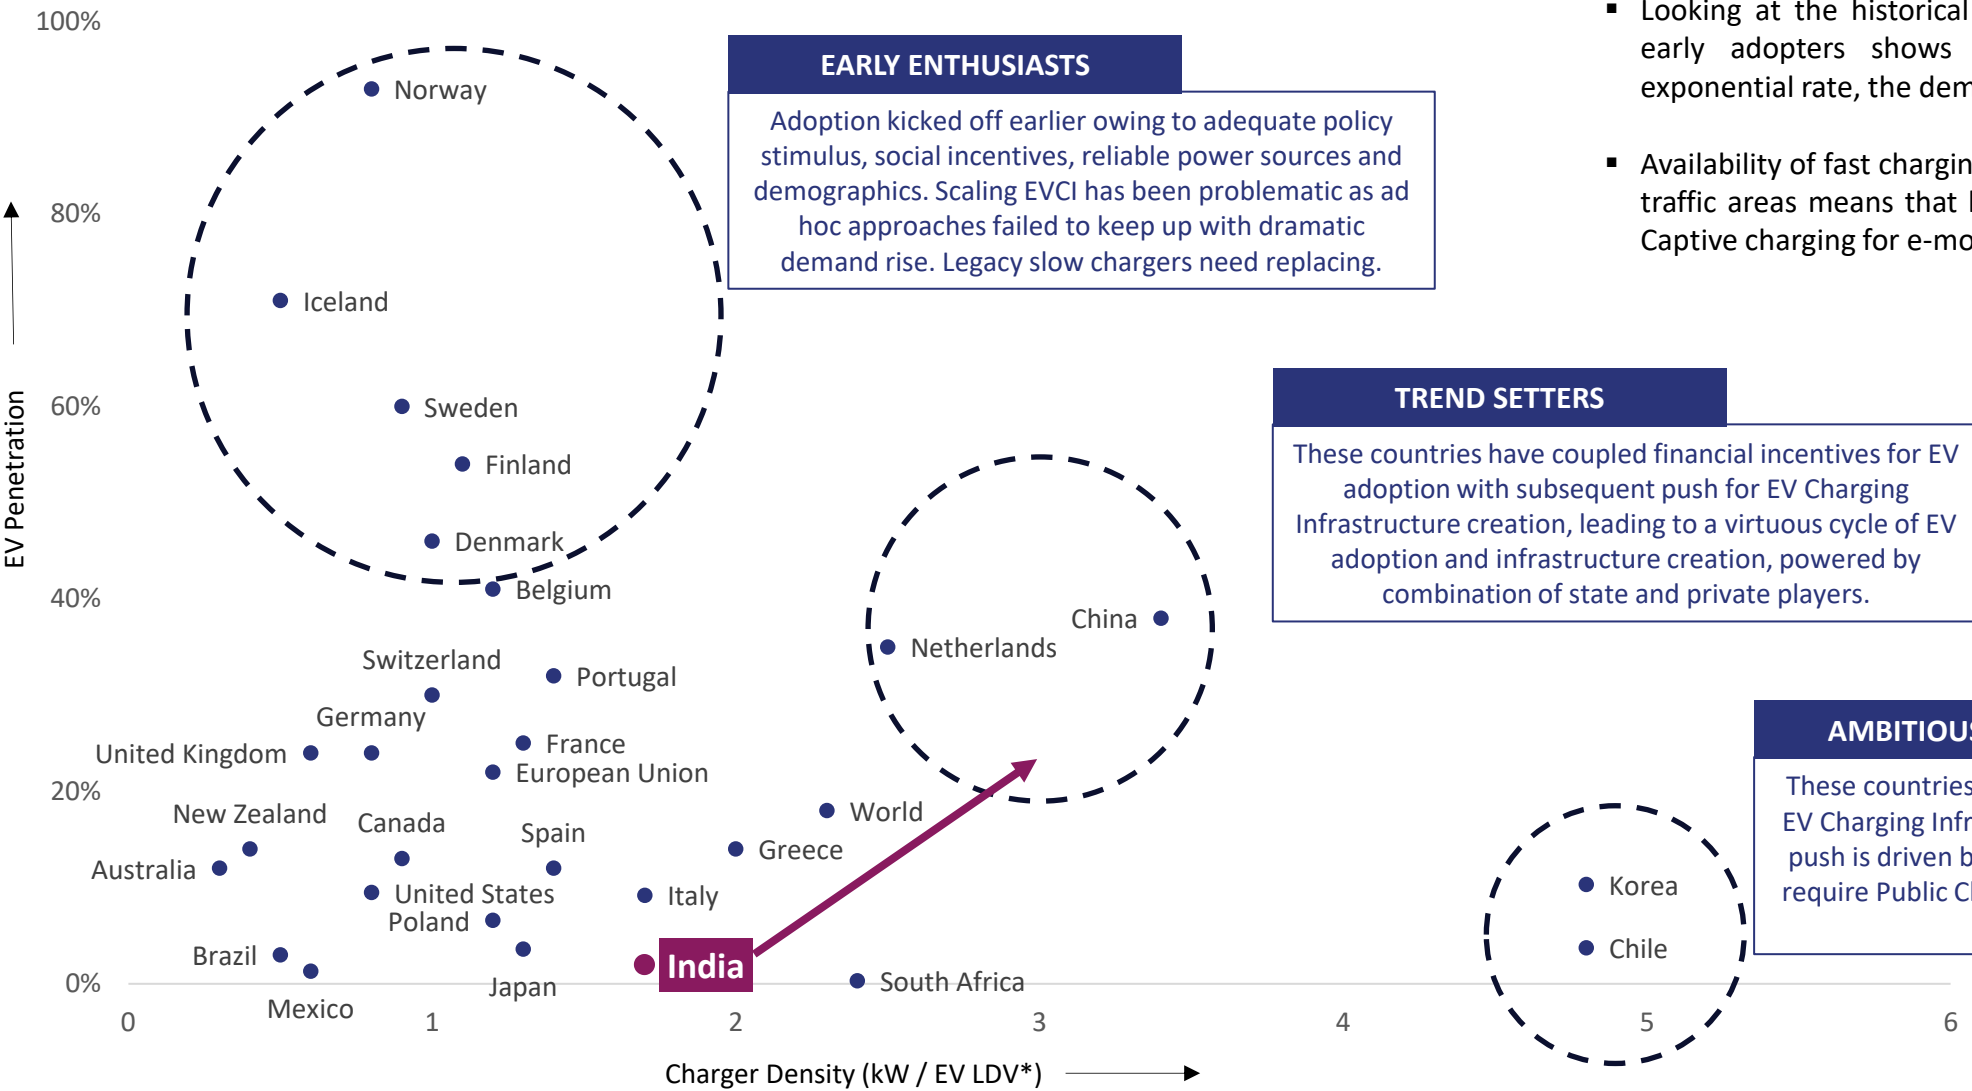 100%
80%
60%
40%
20%
0%
EV Penetration
0
1
2
3
4
5
6
Charger Density (kW / EV LDV*)
Norway
Iceland
Sweden
Finland
Denmark
Belgium
Switzerland
Portugal
Germany
United Kingdom
France
European Union
New Zealand
Canada
Spain
Australia
United States
Poland
Brazil
Mexico
Japan
World
Greece
Italy
India
South Africa
China
Netherlands
Korea
Chile
EARLY ENTHUSIASTS
Adoption kicked off earlier owing to adequate policy
stimulus, social incentives, reliable power sources and
demographics. Scaling EVCI has been problematic as ad
hoc approaches failed to keep up with dramatic
demand rise. Legacy slow chargers need replacing.
TREND SETTERS
These countries have coupled financial incentives for EV
adoption with subsequent push for EV Charging
Infrastructure creation, leading to a virtuous cycle of EV
adoption and infrastructure creation, powered by
combination of state and private players.
AMBITIOUS
These countries
EV Charging Infr
push is driven b
require Public C
▪ Looking at the historical
early adopters shows
exponential rate, the dem
▪ Availability of fast chargin
traffic areas means that
Captive charging for e-mo